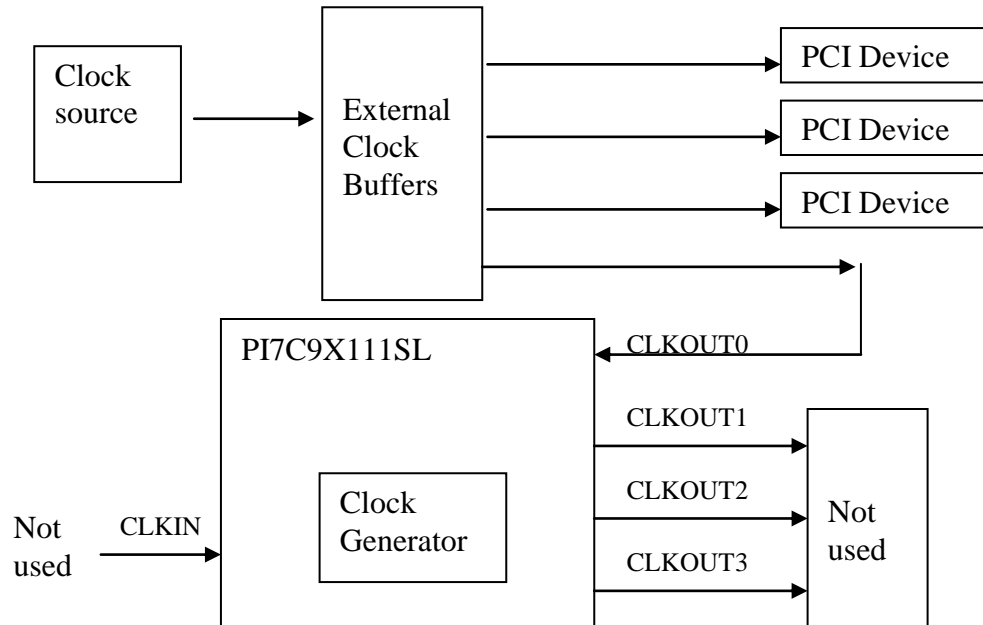 Clock
source
External
Clock
Buffers
PCI Device
PCI Device
PCI Device
PI7C9X111SL
CLKOUT0
CLKOUT1
CLKOUT2
CLKOUT3
Clock
Generator
Not
used
CLKIN
Not
used